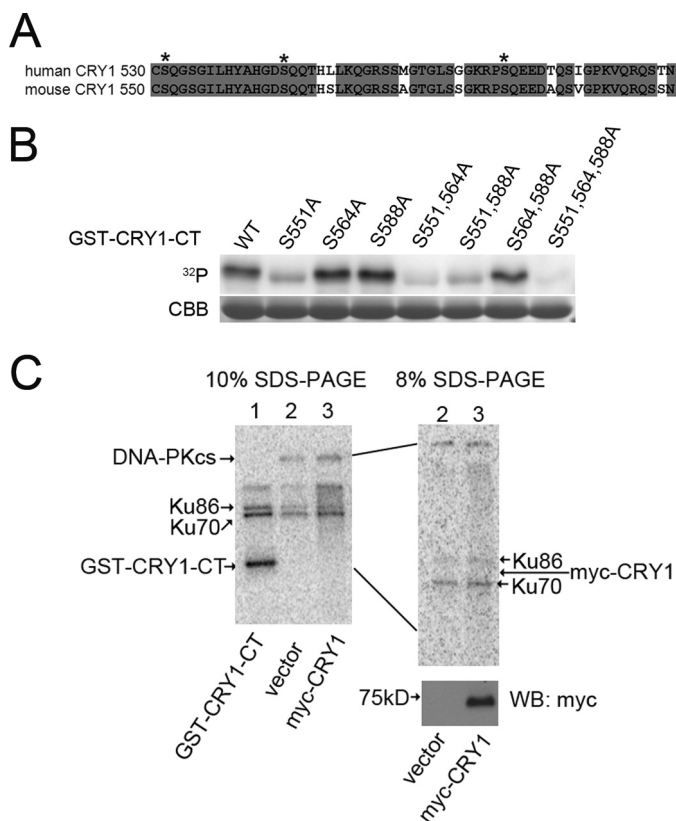 A
* * *
human CRY1 530 CSQGSGILHYAHGDSQQTHLLKQGRSSMGTGLSGGKRPSQEEDTQSIGPKVQRQSTN
mouse CRY1 550 CSQGSGILHYAHGDSQQTHSLKQGRSSAGTGLSSGKRPSQEEDAQSVGPKVQRQSSN
B
GST-CRY1-CT WT S551A S564A S588A S551,564A S551,588A S564,588A S551,564,588A
32P
CBB
C
10% SDS-PAGE 8% SDS-PAGE
1 2 3 2 3
DNA-PKcs
Ku86
Ku70
GST-CRY1-CT
Ku86
myc-CRY1
Ku70
GST-CRY1-CT vector myc-CRY1
75kD WB: myc
vector myc-CRY1